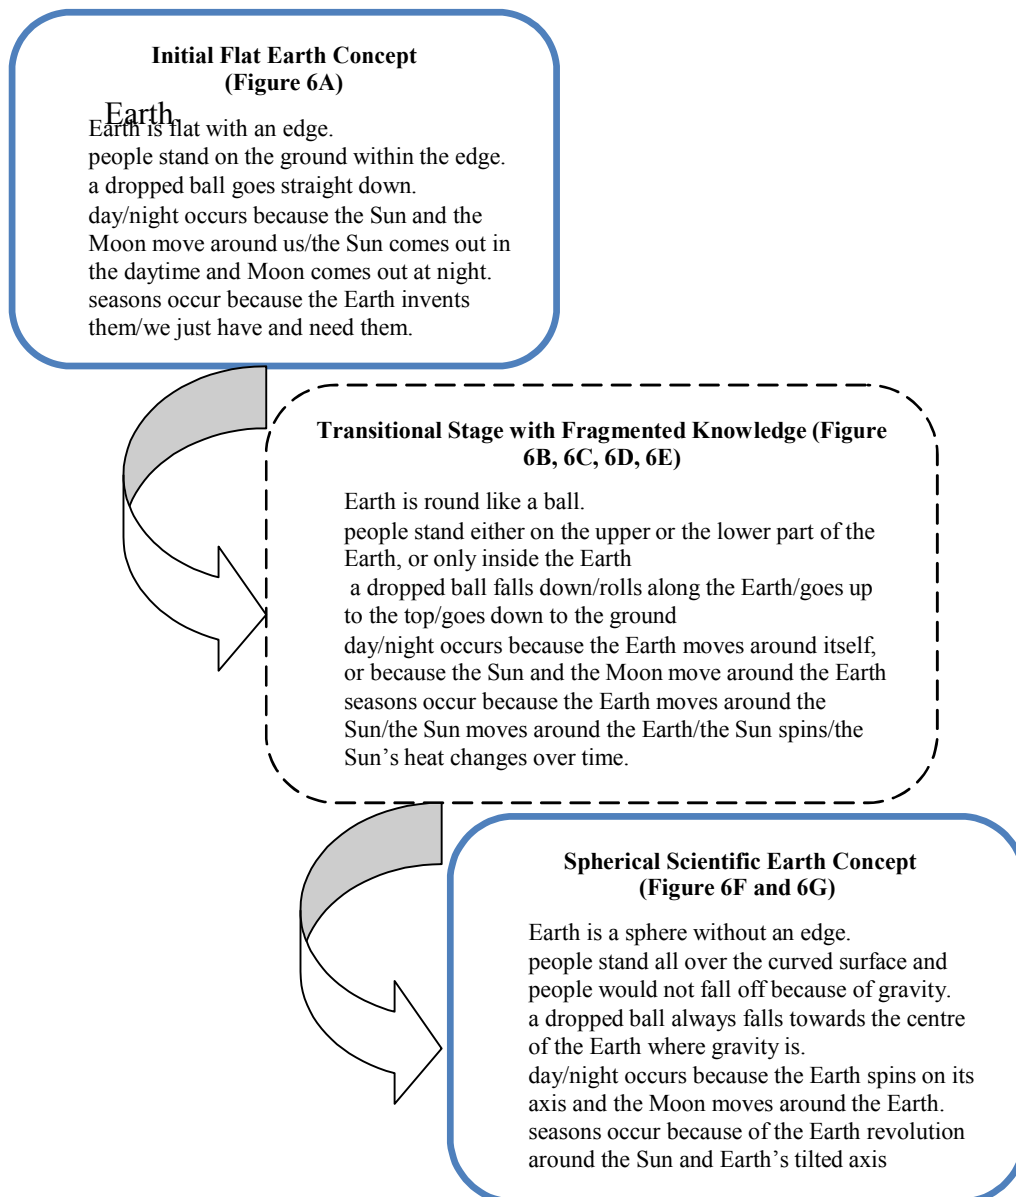 Initial Flat Earth Concept
(Figure 6A)
Earth
Earth is flat with an edge.
people stand on the ground within the edge.
a dropped ball goes straight down.
day/night occurs because the Sun and the
Moon move around us/the Sun comes out in
the daytime and Moon comes out at night.
seasons occur because the Earth invents
them/we just have and need them.
Transitional Stage with Fragmented Knowledge (Figure
6B, 6C, 6D, 6E)
Earth is round like a ball.
people stand either on the upper or the lower part of the
Earth, or only inside the Earth
a dropped ball falls down/rolls along the Earth/goes up
to the top/goes down to the ground
day/night occurs because the Earth moves around itself,
or because the Sun and the Moon move around the Earth
seasons occur because the Earth moves around the
Sun/the Sun moves around the Earth/the Sun spins/the
Sun’s heat changes over time.
Spherical Scientific Earth Concept
(Figure 6F and 6G)
Earth is a sphere without an edge.
people stand all over the curved surface and
people would not fall off because of gravity.
a dropped ball always falls towards the centre
of the Earth where gravity is.
day/night occurs because the Earth spins on its
axis and the Moon moves around the Earth.
seasons occur because of the Earth revolution
around the Sun and Earth’s tilted axis